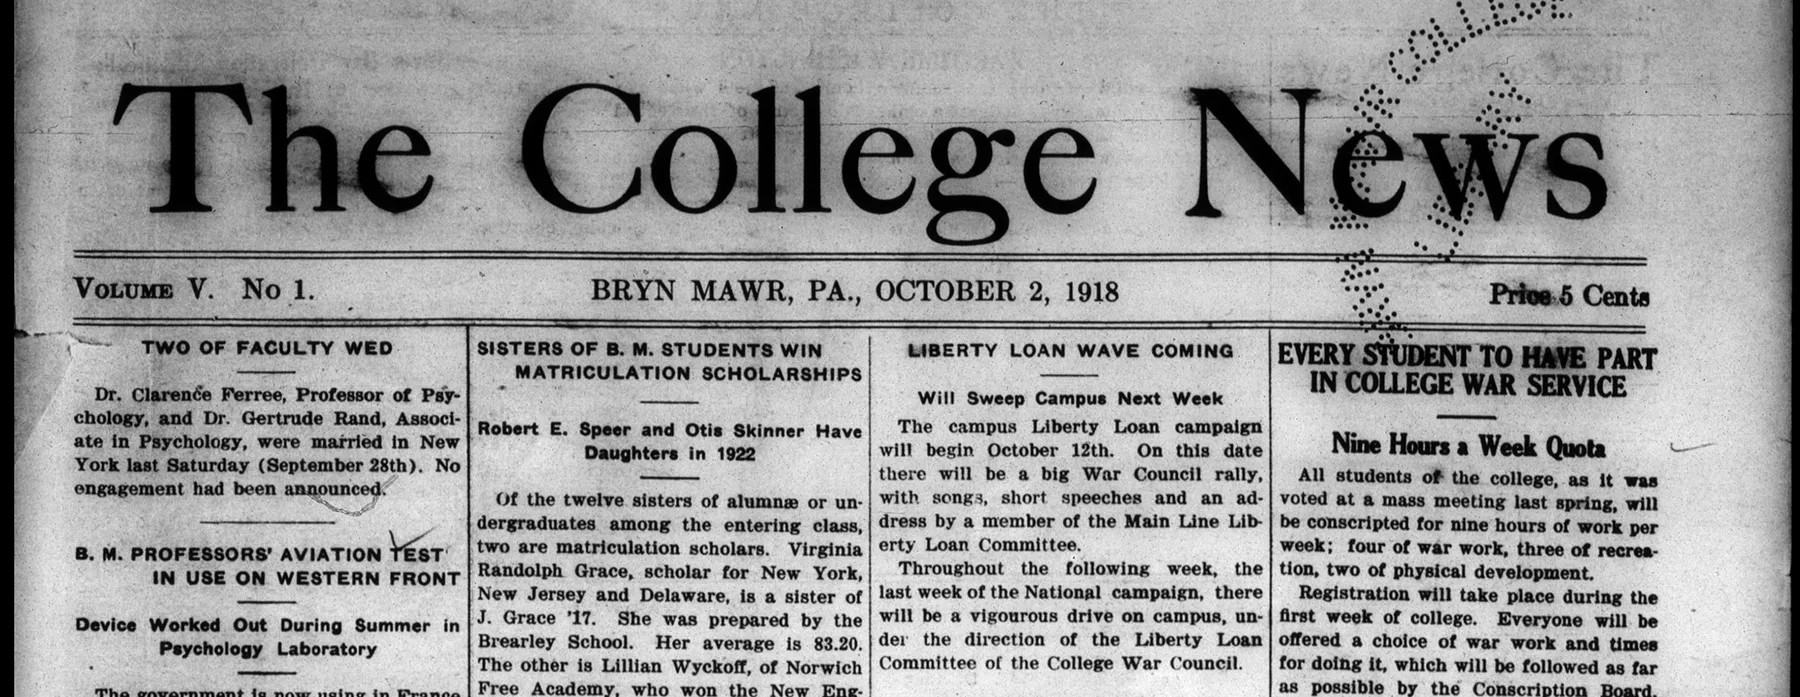 The College News
VOLUME V. No 1.
BRYN MAWR, PA., OCTOBER 2, 1918
Price 5 Cents
TWO OF FACULTY WED
Dr. Clarence Ferree, Professor of Psy-
chology, and Dr. Gertrude Rand, Associ-
ate in Psychology, were married in New
York last Saturday (September 28th). No
engagement had been announced.
B. M. PROFESSORS' AVIATION TEST
IN USE ON WESTERN FRONT
Device Worked Out During Summer in
Psychology Laboratory
The government is now using in France
SISTERS OF B. M. STUDENTS WIN
MATRICULATION SCHOLARSHIPS
Robert E. Speer and Otis Skinner Have
Daughters in 1922
Of the twelve sisters of alumnæ or un-
dergraduates among the entering class,
two are matriculation scholars. Virginia
Randolph Grace, scholar for New York,
New Jersey and Delaware, is a sister of
J. Grace '17. She was prepared by the
Brearley School. Her average is 83.20.
The other is Lillian Wyckoff, of Norwich
Free Academy, who won the New Eng-
LIBERTY LOAN WAVE COMING
Will Sweep Campus Next Week
The campus Liberty Loan campaign
will begin October 12th. On this date
there will be a big War Council rally,
with songs, short speeches and an ad-
dress by a member of the Main Line Lib-
erty Loan Committee.
Throughout the following week, the
last week of the National campaign, there
will be a vigourous drive on campus, un-
der the direction of the Liberty Loan
Committee of the College War Council.
EVERY STUDENT TO HAVE PART
IN COLLEGE WAR SERVICE
Nine Hours a Week Quota
All students of the college, as it was
voted at a mass meeting last spring, will
be conscripted for nine hours of work per
week; four of war work, three of recrea-
tion, two of physical development.
Registration will take place during the
first week of college. Everyone will be
offered a choice of war work and times
for doing it, which will be followed as far
as possible by the Conscription Board.
COLLEGE